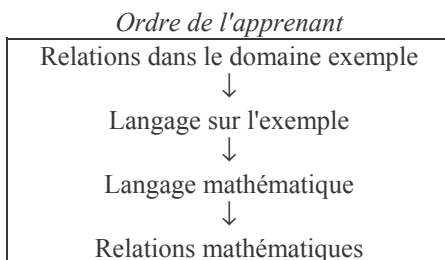 Ordre de l'apprenant
Relations dans le domaine exemple
↓
Langage sur l'exemple
↓
Langage mathématique
↓
Relations mathématiques